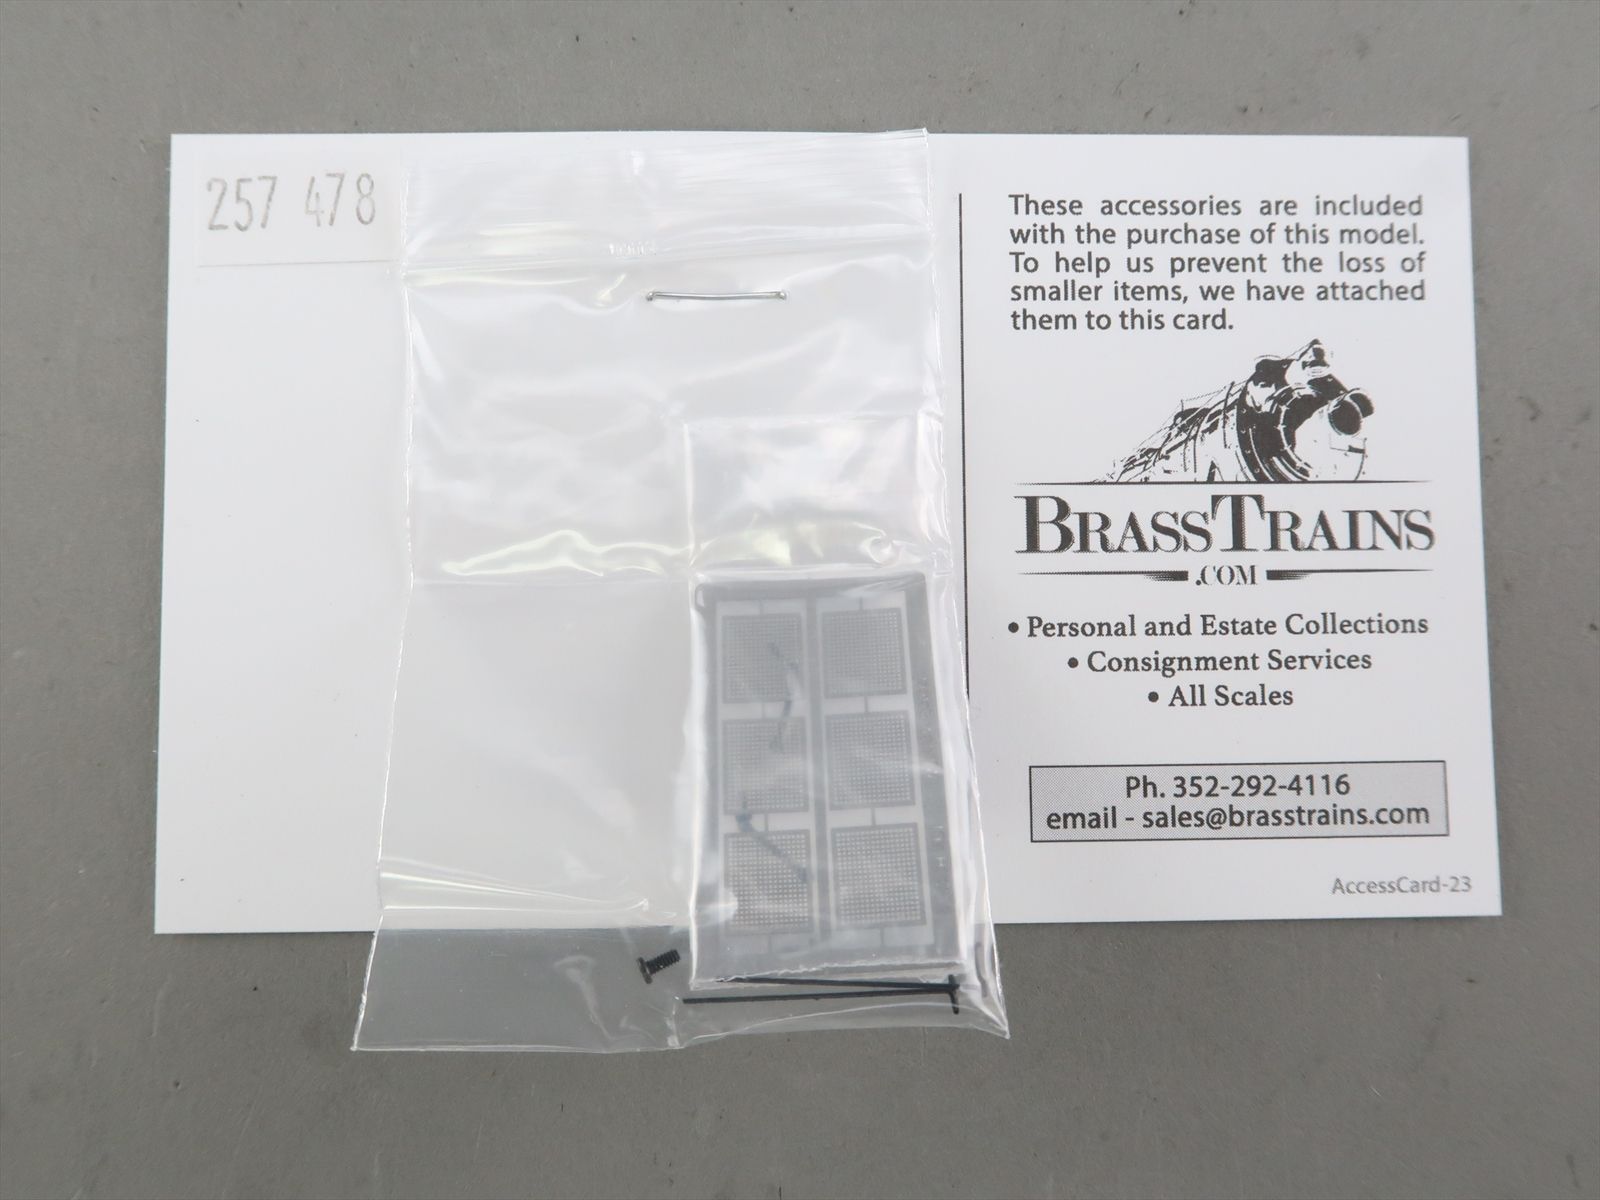 257 478
These accessories are included
with the purchase of this model.
To help us prevent the loss of
smaller items, we have attached
them to this card.
BRASSTRAINS
.COM
• Personal and Estate Collections
• Consignment Services
• All Scales
Ph. 352-292-4116
email - sales@brasstrains.com
AccessCard-23